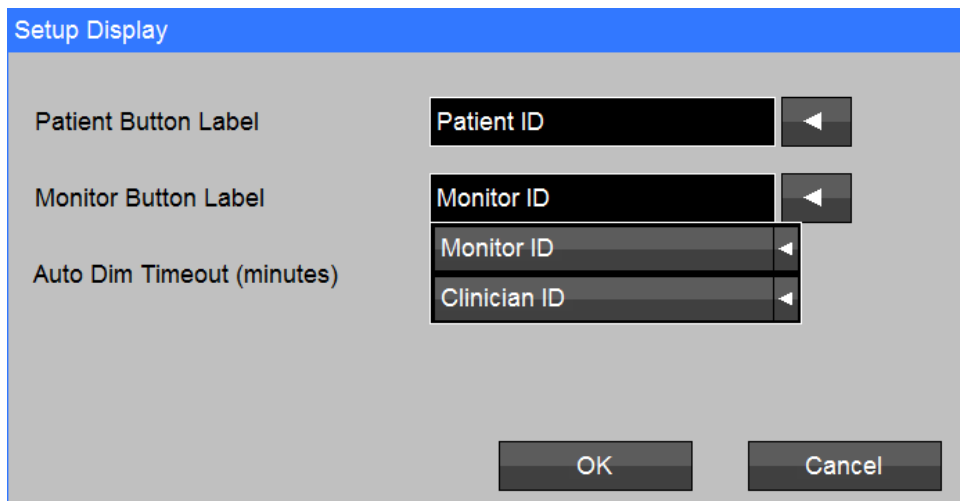 Setup Display
Patient Button Label
Patient ID
Monitor Button Label
Monitor ID
Monitor ID
Auto Dim Timeout (minutes)
Clinician ID
OK
Cancel